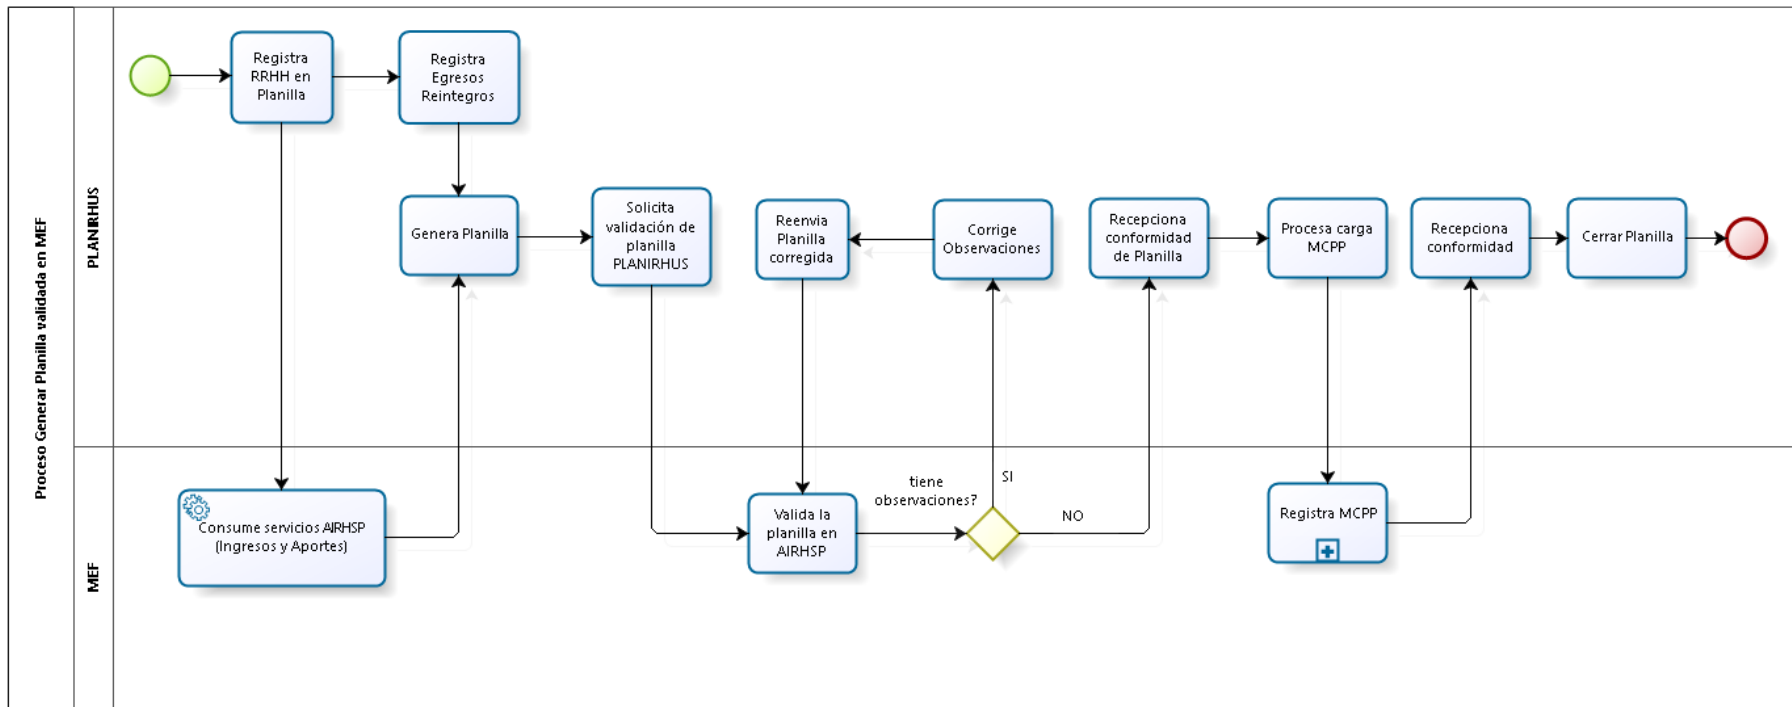 Proceso Generar Planilla validada en MEF
PLANIRHUS
Registra
RRHH en
Planilla
Registra
Egresos
Reintegros
Genera Planilla
Solicita
validación de
planilla
PLANIRHUS
Reenvia
Planilla
corregida
Corrige
Observaciones
Recepciona
conformidad
de Planilla
Procesa carga
MCPP
Recepciona
conformidad
Cerrar Planilla
MEF
Consume servicios AIRHSP
(Ingresos y Aportes)
Valida la
planilla en
AIRHSP
tiene
observaciones?
SI
NO
Registra MCPP